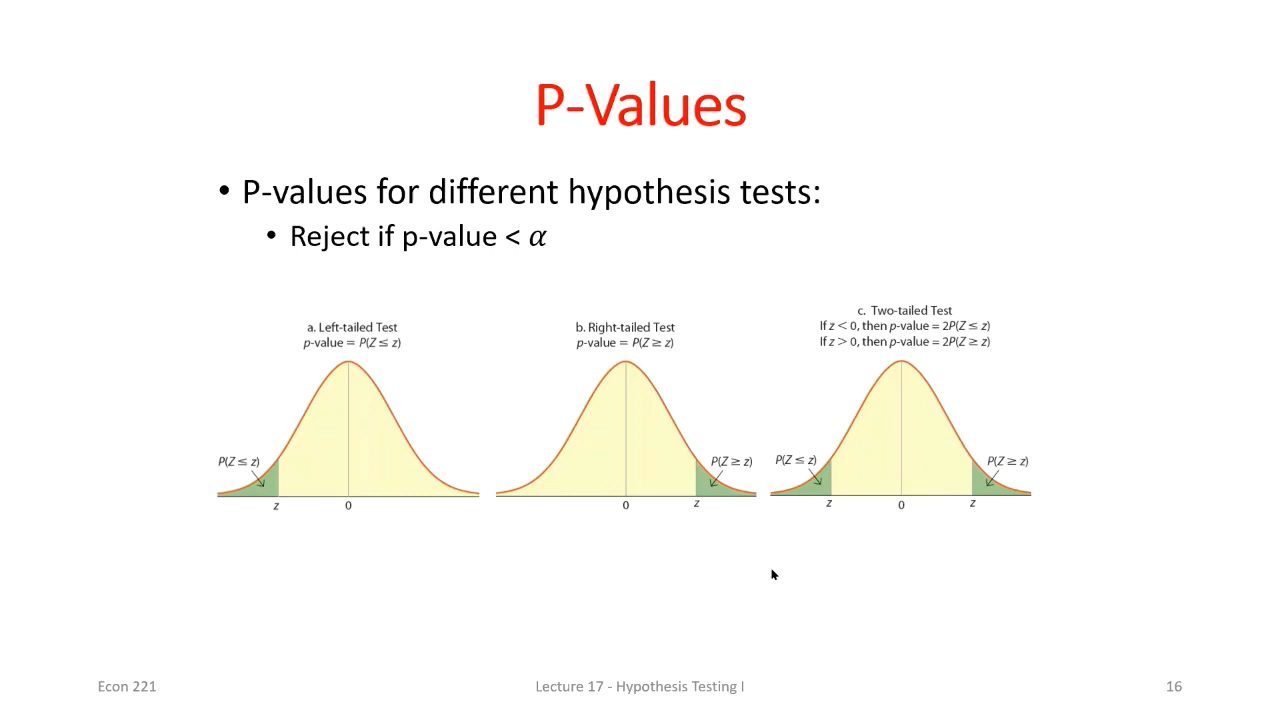 P-Values
• P-values for different hypothesis tests:
• Reject if p-value < α
a. Left-tailed Test
p-value = P(Z ≤ z)
P(Z ≤ z)
z
0
b. Right-tailed Test
p-value = P(Z ≥ z)
P(Z ≥ z)
0
z
c. Two-tailed Test
If z < 0, then p-value = 2P(Z ≤ z)
If z > 0, then p-value = 2P(Z ≥ z)
P(Z ≤ z)
P(Z ≥ z)
z
0
z
Econ 221
Lecture 17 - Hypothesis Testing I
16